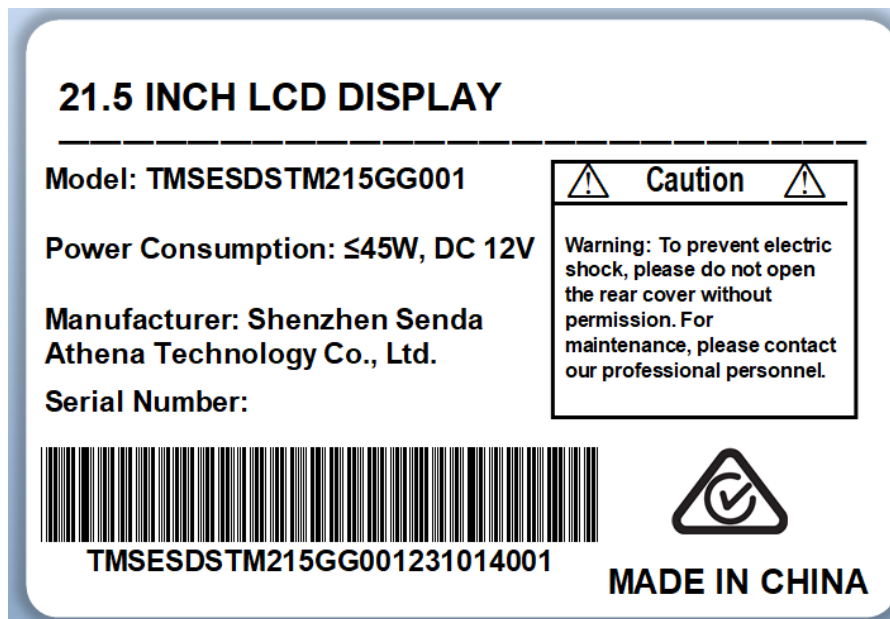 21.5 INCH LCD DISPLAY
Model: TMSESDSTM215GG001
Power Consumption: ≤45W, DC 12V
Manufacturer: Shenzhen Senda
Athena Technology Co., Ltd.
Serial Number:
TMSESDSTM215GG001231014001
Caution
Warning: To prevent electric
shock, please do not open
the rear cover without
permission. For
maintenance, please contact
our professional personnel.
MADE IN CHINA